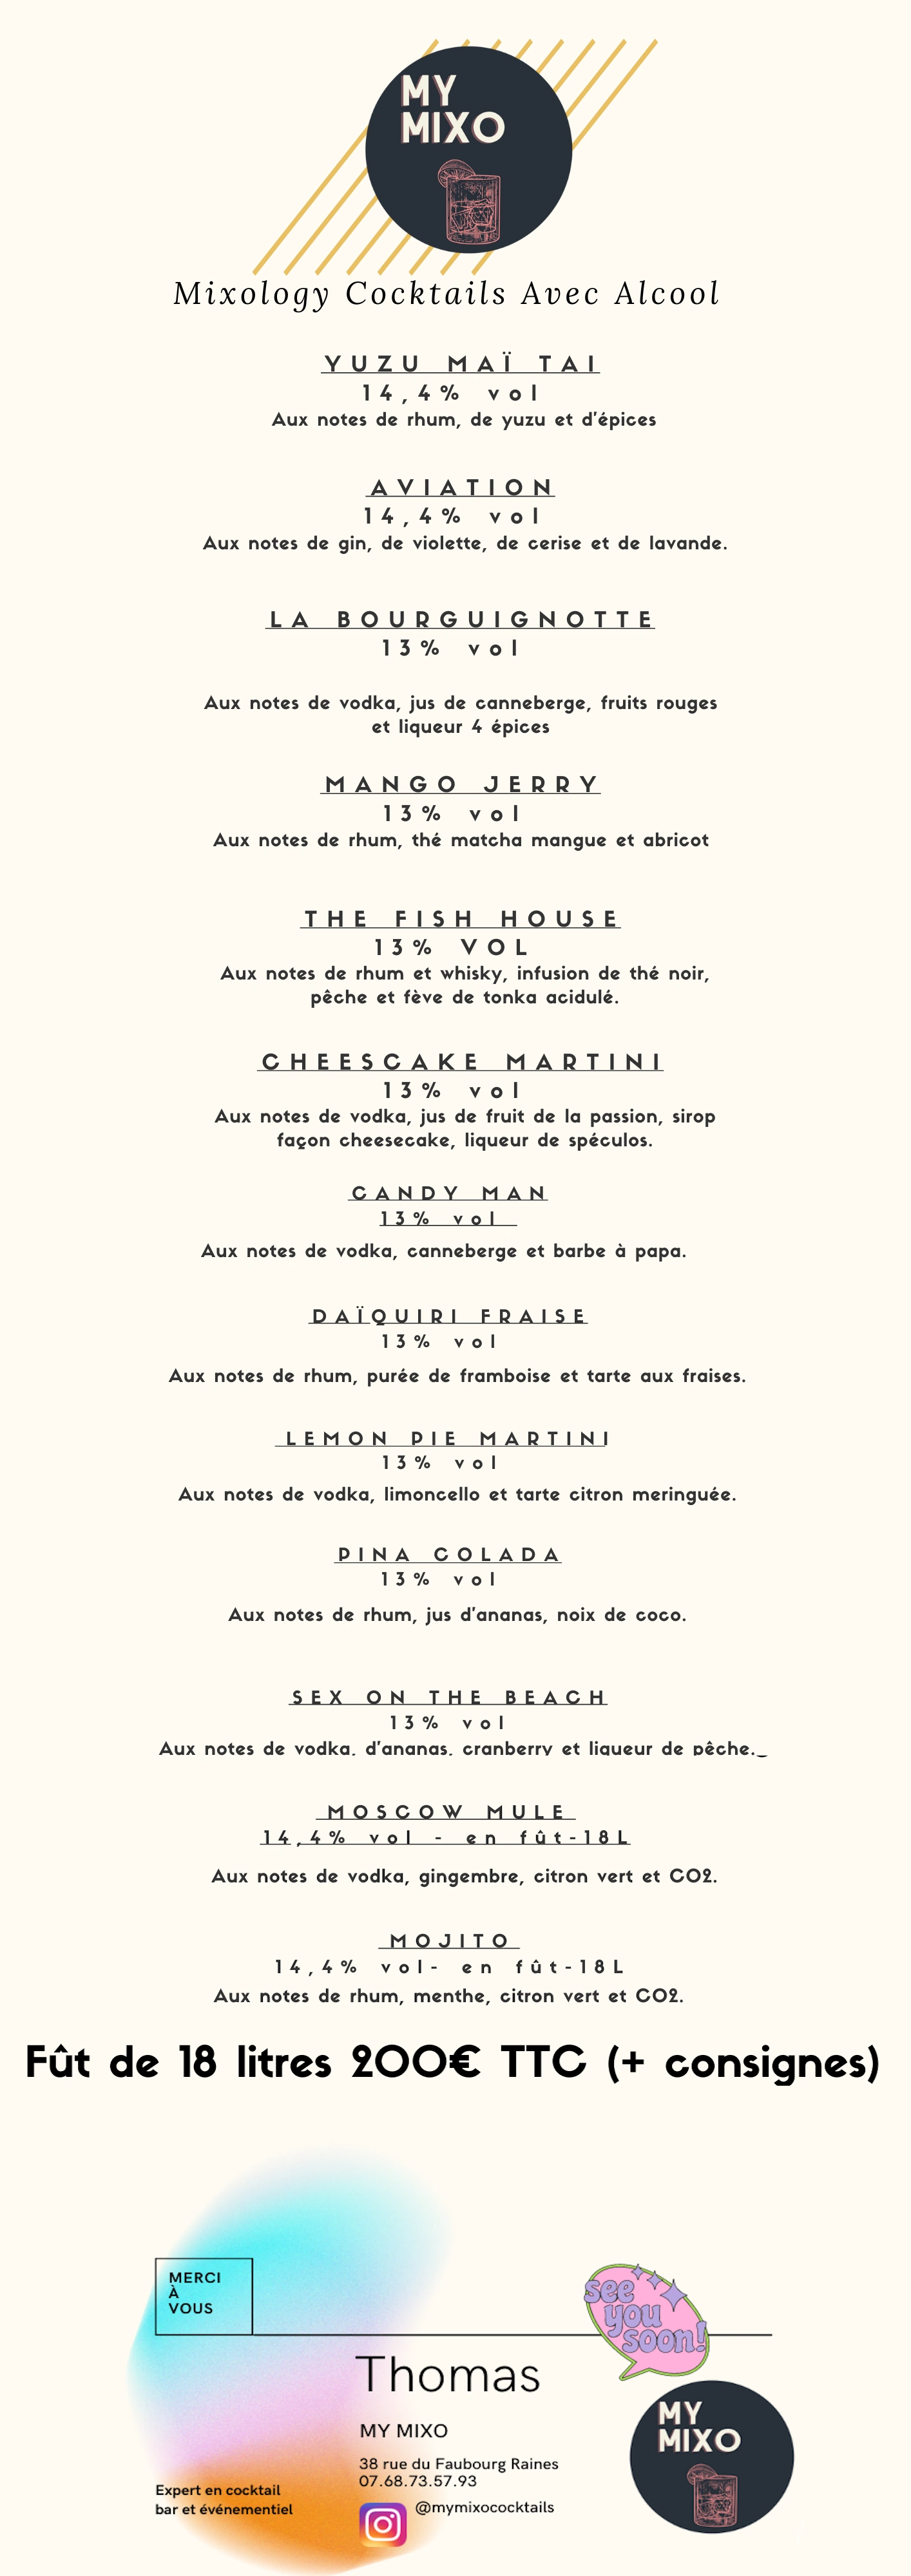 MY
MIXO
Mixology Cocktails Avec Alcool
YUZU MAÏ TAI
14,4% vol
Aux notes de rhum, de yuzu et d'épices
AVIATION
14,4% vol
Aux notes de gin, de violette, de cerise et de lavande.
LA BOURGUIGNOTTE
13% vol
Aux notes de vodka, jus de canneberge, fruits rouges
et liqueur 4 épices
MANGO JERRY
13% vol
Aux notes de rhum, thé matcha mangue et abricot
THE FISH HOUSE
13% VOL
Aux notes de rhum et whisky, infusion de thé noir,
pêche et fève de tonka acidulé.
CHEESCAKE MARTINI
13% vol
Aux notes de vodka, jus de fruit de la passion, sirop
façon cheesecake, liqueur de spéculos.
CANDY MAN
13% vol
Aux notes de vodka, canneberge et barbe à papa.
DAÏQUIRI FRAISE
13% vol
Aux notes de rhum, purée de framboise et tarte aux fraises.
LEMON PIE MARTINI
13% vol
Aux notes de vodka, limoncello et tarte citron meringuée.
PINA COLADA
13% vol
Aux notes de rhum, jus d'ananas, noix de coco.
SEX ON THE BEACH
13% vol
Aux notes de vodka, d'ananas, cranberry et liqueur de pêche.
MOSCOW MULE
14,4% vol - en fût-18L
Aux notes de vodka, gingembre, citron vert et CO2.
MOJITO
14,4% vol- en fût-18L
Aux notes de rhum, menthe, citron vert et CO2.
Fût de 18 litres 200€ TTC (+ consignes)
MERCI
À
VOUS
see
you
soon!
Thomas
MY MIXO
38 rue du Faubourg Raines
07.68.73.57.93
@mymixococktails
Expert en cocktail
bar et événementiel
MY
MIXO